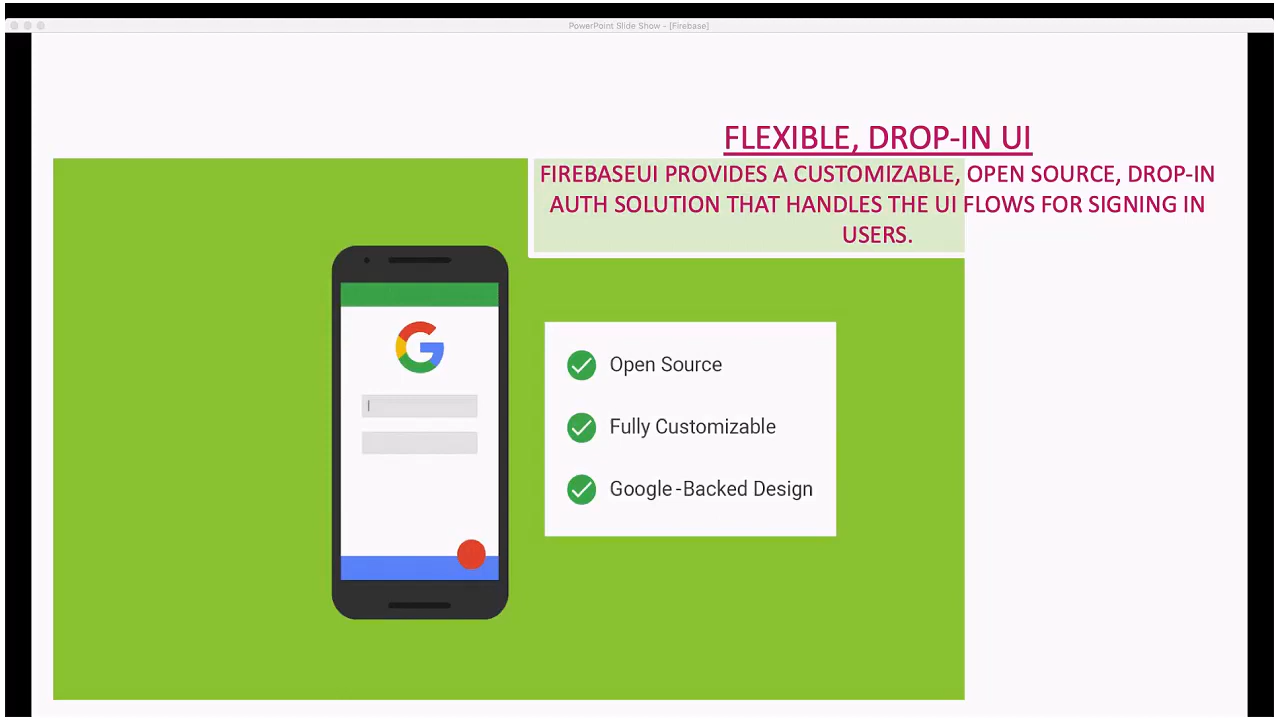 PowerPoint Slide Show - [Firebase]
FLEXIBLE, DROP-IN UI
FIREBASEUI PROVIDES A CUSTOMIZABLE, OPEN SOURCE, DROP-IN
AUTH SOLUTION THAT HANDLES THE UI FLOWS FOR SIGNING IN
USERS.
G
Open Source
Fully Customizable
Google-Backed Design